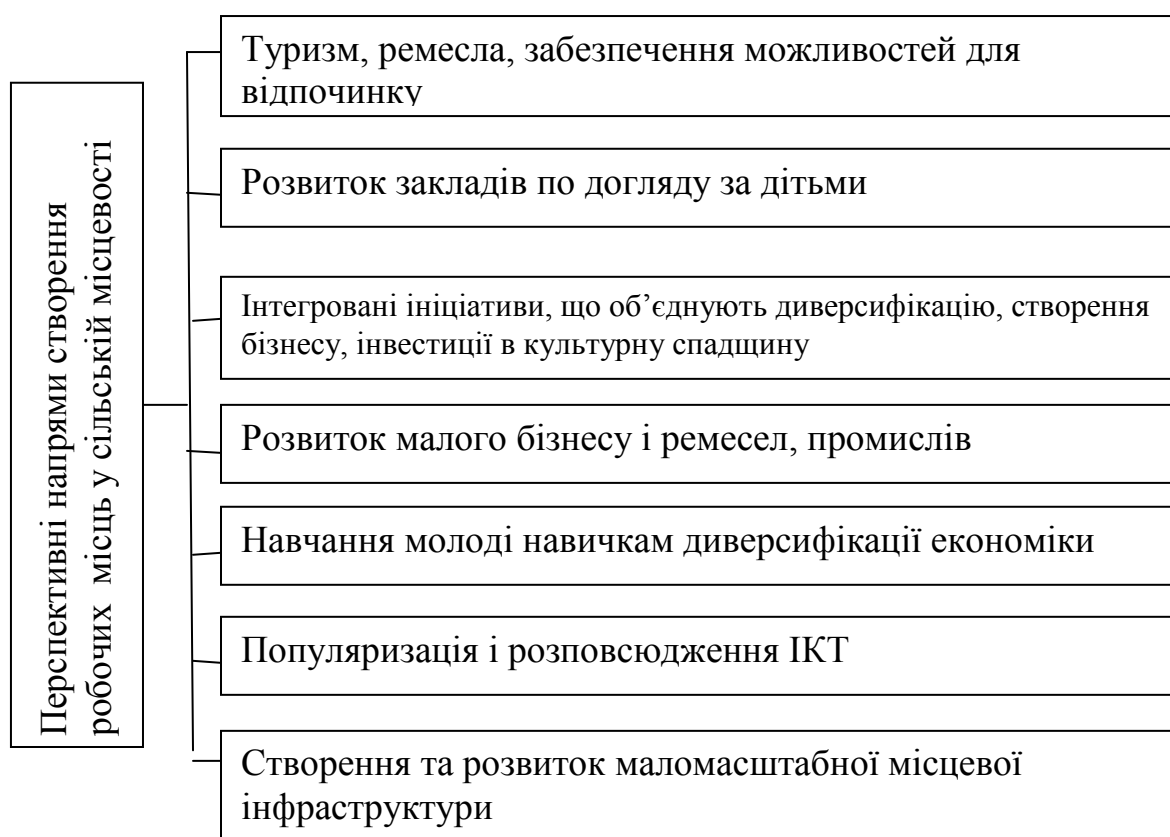 Перспективні напрями створення
робочих місць у сільській місцевості
Туризм, ремесла, забезпечення можливостей для
відпочинку
Розвиток закладів по догляду за дітьми
Інтегровані ініціативи, що об’єднують диверсифікацію, створення
бізнесу, інвестиції в культурну спадщину
Розвиток малого бізнесу і ремесел, промислів
Навчання молоді навичкам диверсифікації економіки
Популяризація і розповсюдження ІКТ
Створення та розвиток маломасштабної місцевої
інфраструктури